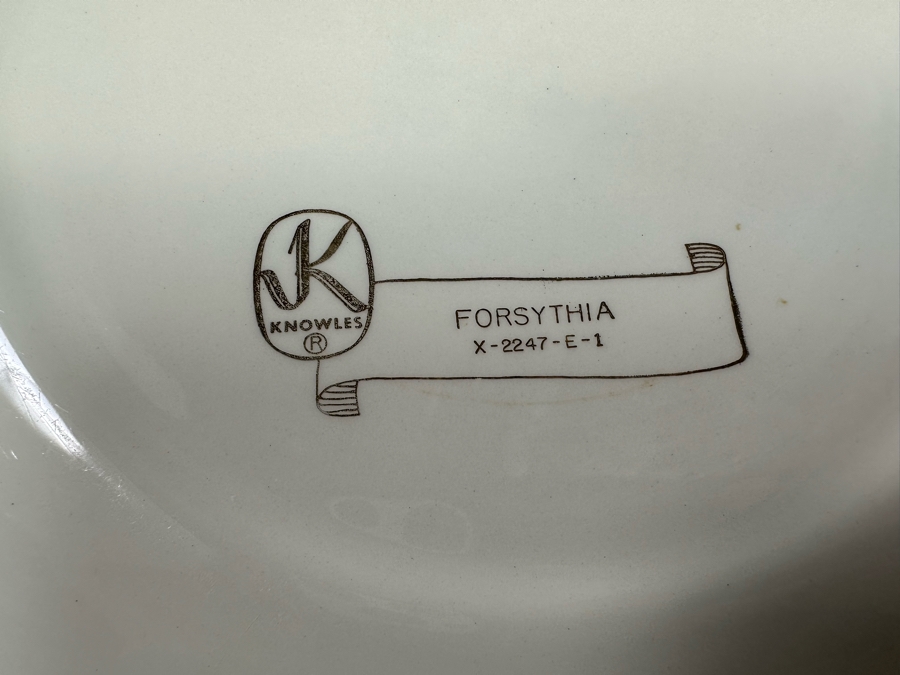 K
KNOWLES
®
FORSYTHIA
X-2247-E-1